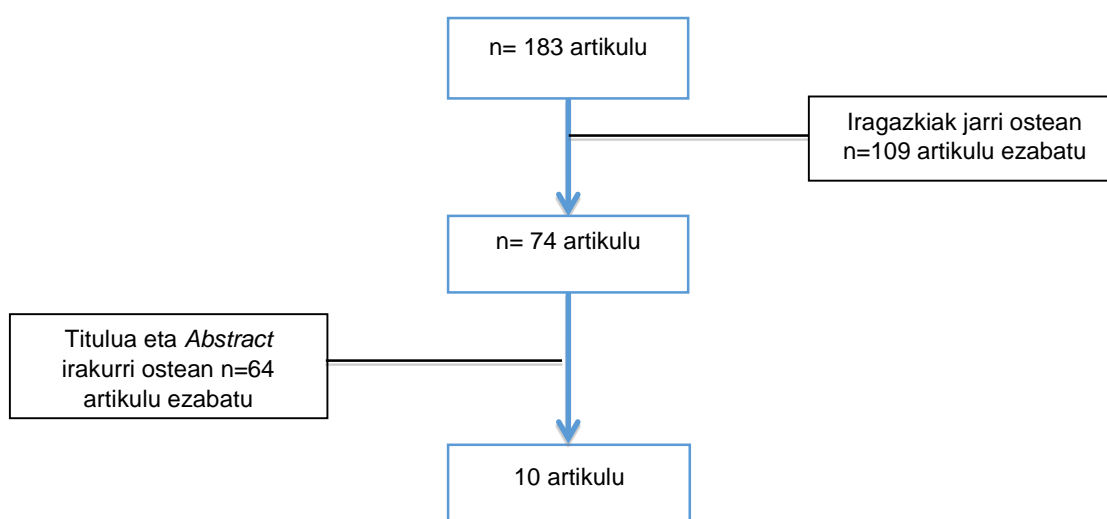 n= 183 artikulu
Iragazkiak jarri ostean
n=109 artikulu ezabatu
n= 74 artikulu
Titulua eta Abstract
irakurri ostean n=64
artikulu ezabatu
10 artikulu